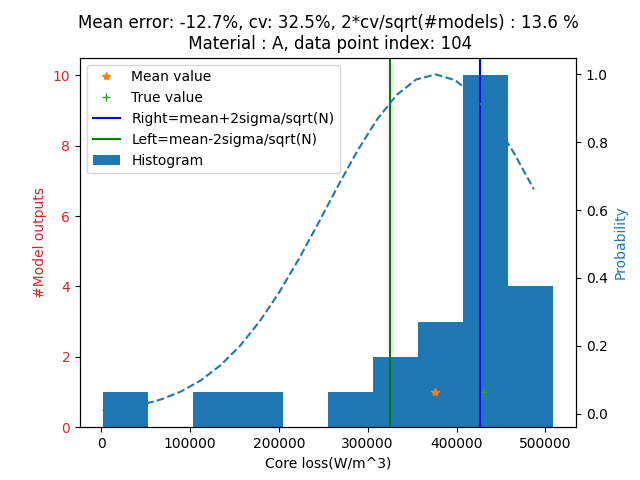 Mean error: -12.7%, cv: 32.5%, 2*cv/sqrt(#models) : 13.6 %
Material : A, data point index: 104
Mean value
True value
Right=mean+2sigma/sqrt(N)
Left=mean-2sigma/sqrt(N)
Histogram
#Model outputs
10
8
6
4
2
0
Probability
1.0
0.8
0.6
0.4
0.2
0.0
0 100000 200000 300000 400000 500000
Core loss(W/m^3)